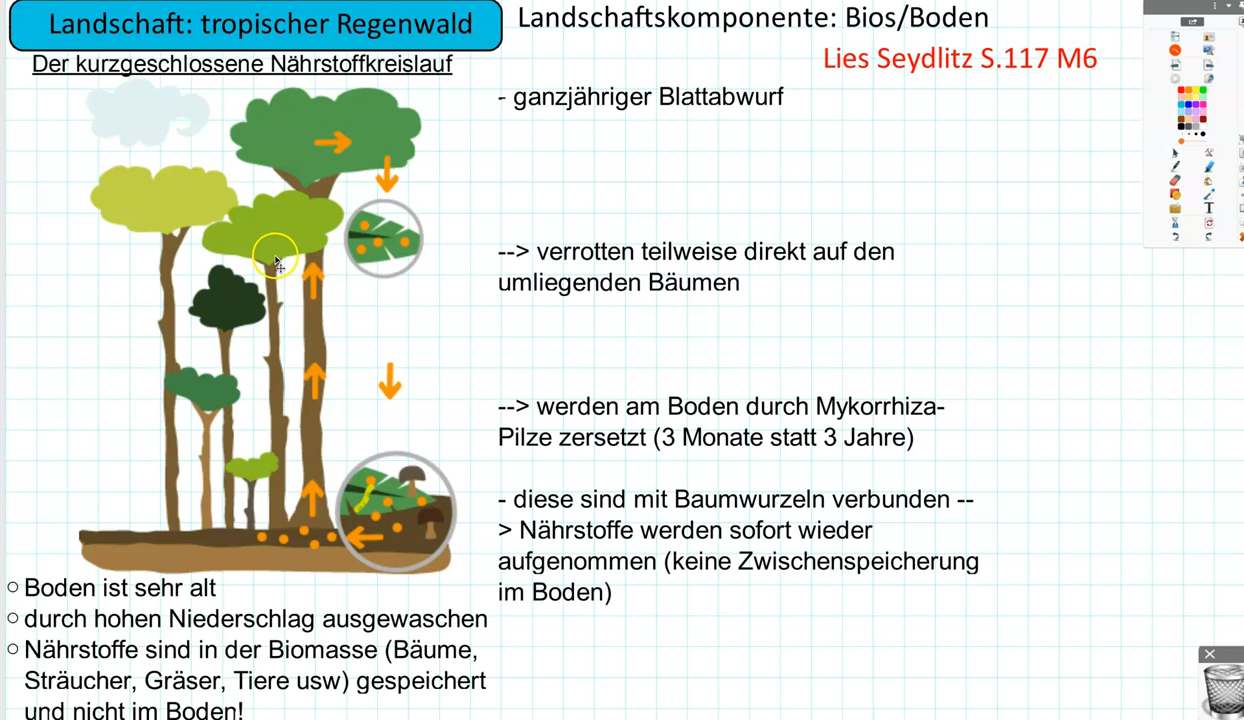 Landschaft: tropischer Regenwald
Landschaftskomponente: Bios/Boden
Lies Seydlitz S.117 M6
Der kurzgeschlossene Nährstoffkreislauf
- ganzjähriger Blattabwurf
--> verrotten teilweise direkt auf den
umliegenden Bäumen
--> werden am Boden durch Mykorrhiza-
Pilze zersetzt (3 Monate statt 3 Jahre)
- diese sind mit Baumwurzeln verbunden --
> Nährstoffe werden sofort wieder
aufgenommen (keine Zwischenspeicherung
im Boden)
Boden ist sehr alt
durch hohen Niederschlag ausgewaschen
Nährstoffe sind in der Biomasse (Bäume,
Sträucher, Gräser, Tiere usw) gespeichert
und nicht im Boden!